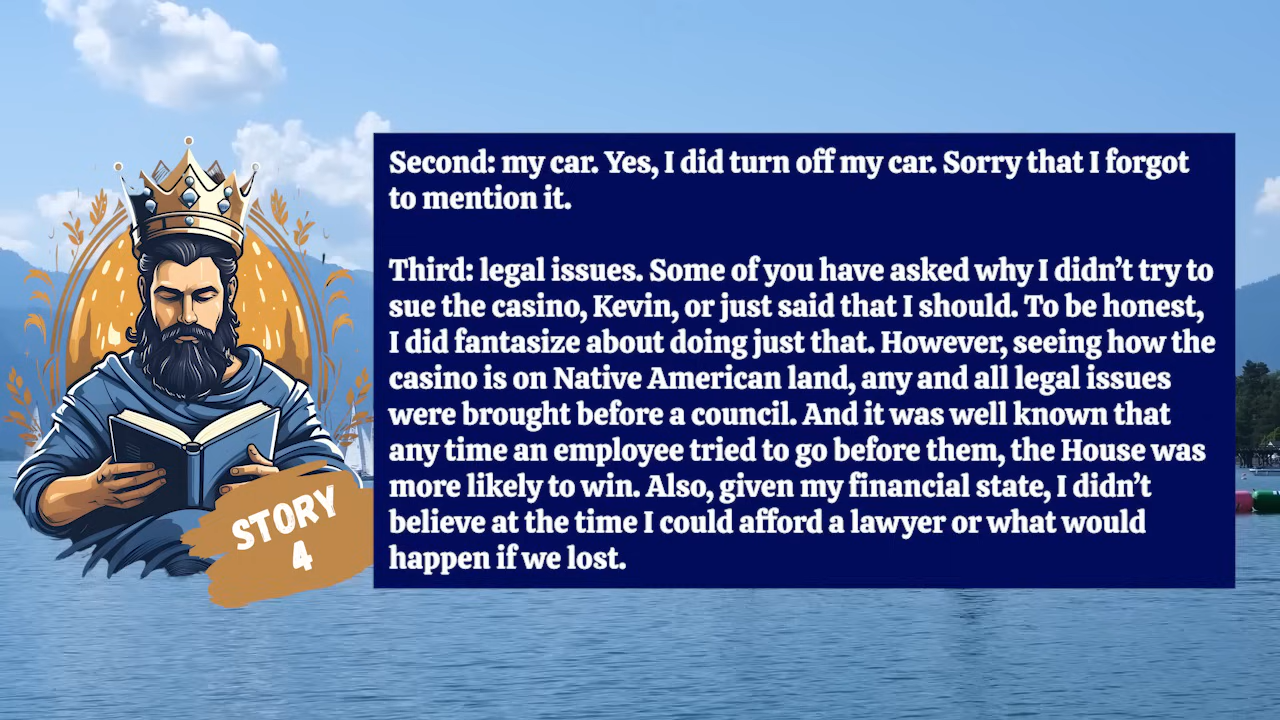 Second: my car. Yes, I did turn off my car. Sorry that I forgot
to mention it.
Third: legal issues. Some of you have asked why I didn’t try to
sue the casino, Kevin, or just said that I should. To be honest,
I did fantasize about doing just that. However, seeing how the
casino is on Native American land, any and all legal issues
were brought before a council. And it was well known that
any time an employee tried to go before them, the House was
more likely to win. Also, given my financial state, I didn’t
believe at the time I could afford a lawyer or what would
happen if we lost.
STORY
4